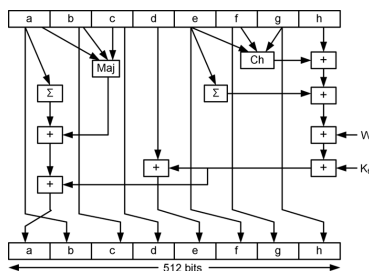 a b c d e f g h
Maj
Ch
+
Σ
Σ
+
+
+
W
+
+
K
+
a b c d e f g h
512 bits